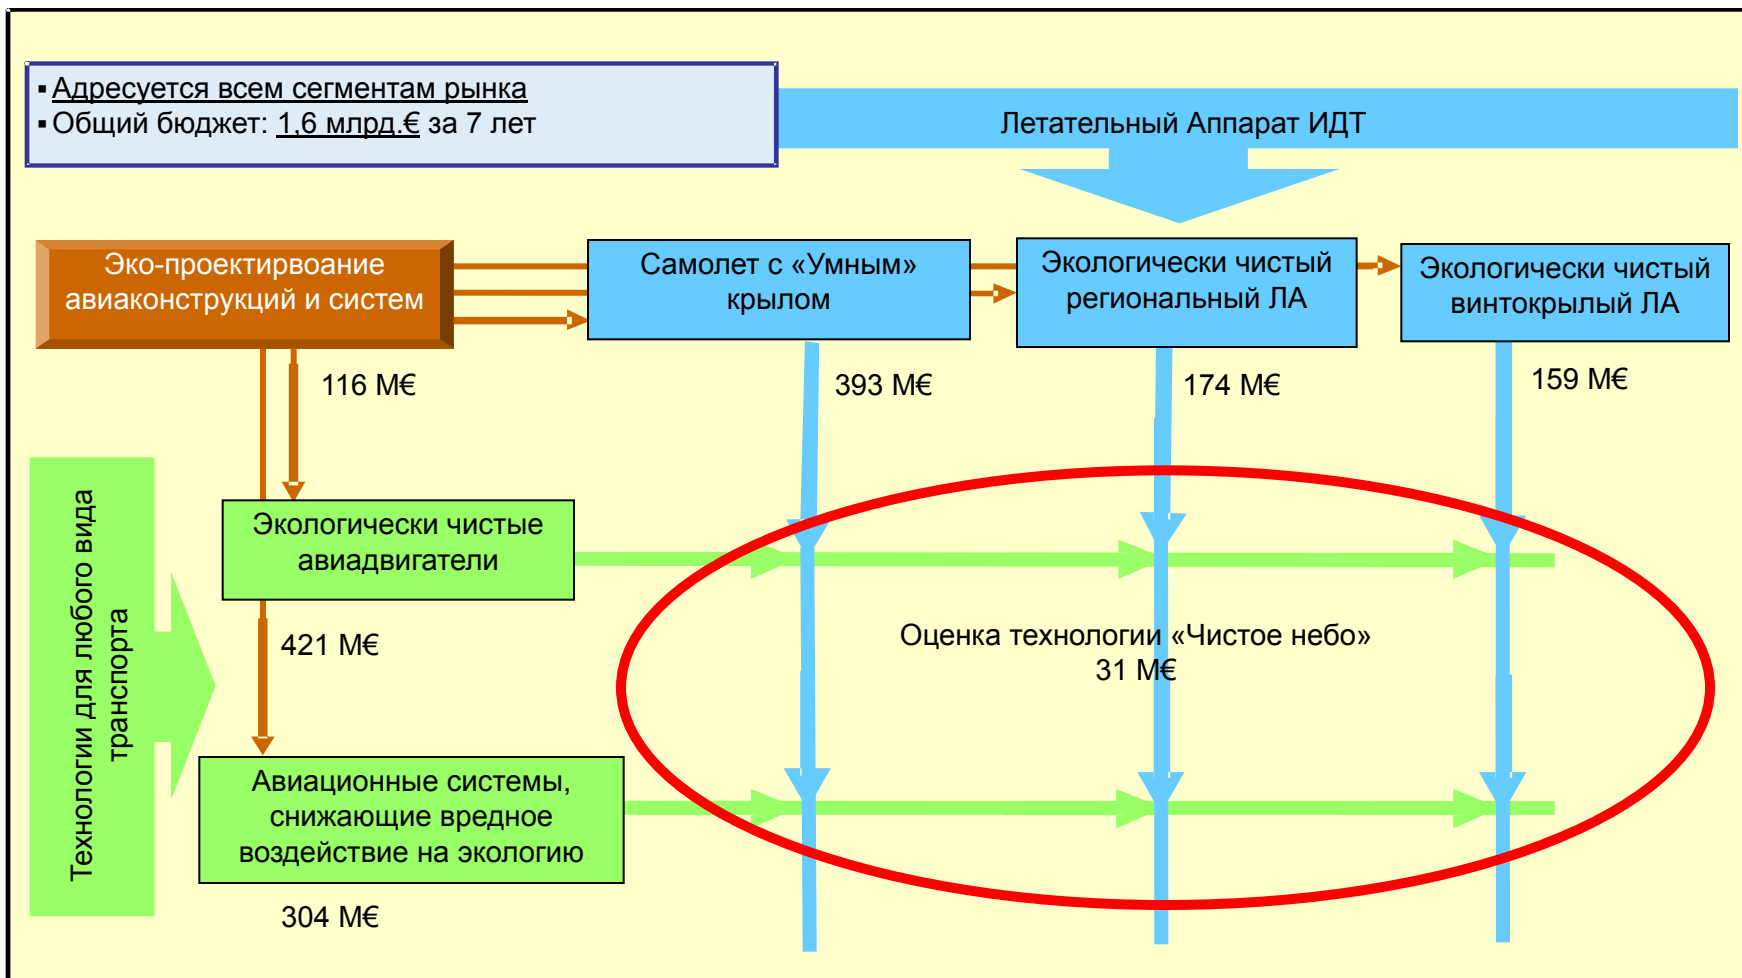 ▪ Адресуется всем сегментам рынка
▪ Общий бюджет: 1,6 млрд.€ за 7 лет
Летательный Аппарат ИДТ
Эко-проектирвоание
авиаконструкций и систем
Самолет с «Умным»
крылом
Экологически чистый
региональный ЛА
Экологически чистый
винтокрылый ЛА
116 М€
393 М€
174 М€
159 М€
Технологии для любого вида
транспорта
Экологически чистые
авиадвигатели
421 М€
Оценка технологии «Чистое небо»
31 М€
Авиационные системы,
снижающие вредное
воздействие на экологию
304 М€